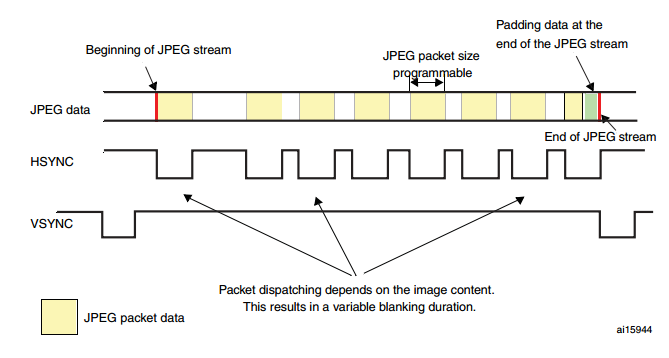 Padding data at the
end of the JPEG stream
Beginning of JPEG stream
JPEG packet size
programmable
JPEG data
End of JPEG stream
HSYNC
VSYNC
Packet dispatching depends on the image content.
This results in a variable blanking duration.
JPEG packet data
ai15944